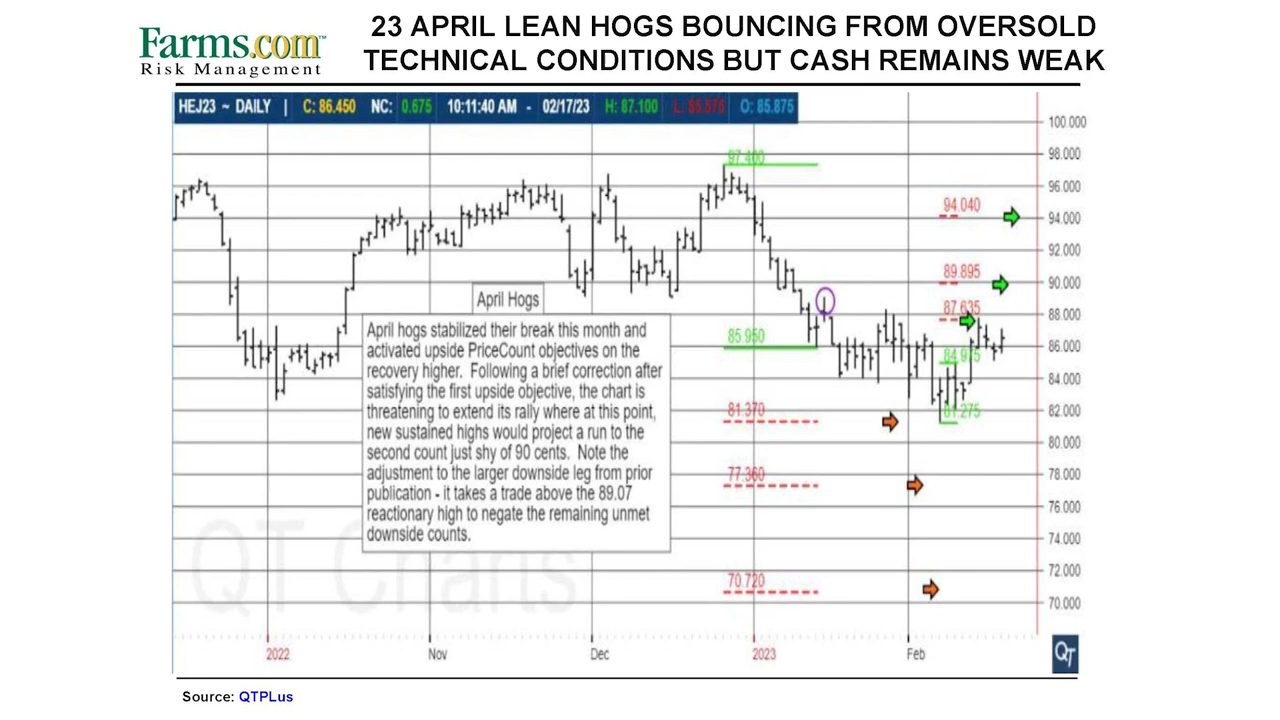 Farms.com™
Risk Management
23 APRIL LEAN HOGS BOUNCING FROM OVERSOLD
TECHNICAL CONDITIONS BUT CASH REMAINS WEAK
HEJ23 ~ DAILY | C: 86.450 NC: 0.675 10:11:40 AM - 02/17/23 H: 87.100 L: 85.575 O: 85.875
100.000
98.000
97.400
96.000
94.040
94.000
92.000
89.895
90.000
87.635
88.000
85.950
86.000
84.975
84.000
81.370
81.275
82.000
80.000
77.360
78.000
76.000
74.000
70.720
72.000
70.000
April Hogs
April hogs stabilized their break this month and
activated upside PriceCount objectives on the
recovery higher. Following a brief correction after
satisfying the first upside objective, the chart is
threatening to extend its rally where at this point,
new sustained highs would project a run to the
second count just shy of 90 cents. Note the
adjustment to the larger downside leg from prior
publication - it takes a trade above the 89.07
reactionary high to negate the remaining unmet
downside counts.
QT Charts
2022 Nov Dec 2023 Feb
QT
Source: QTPLus